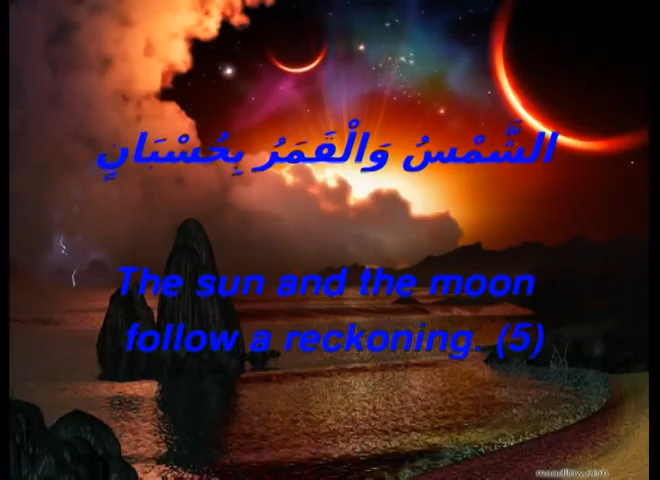 الشَّمْسُ وَالْقَمَرُ بِحُسْبَانٍ
The sun and the moon
follow a reckoning. (5)